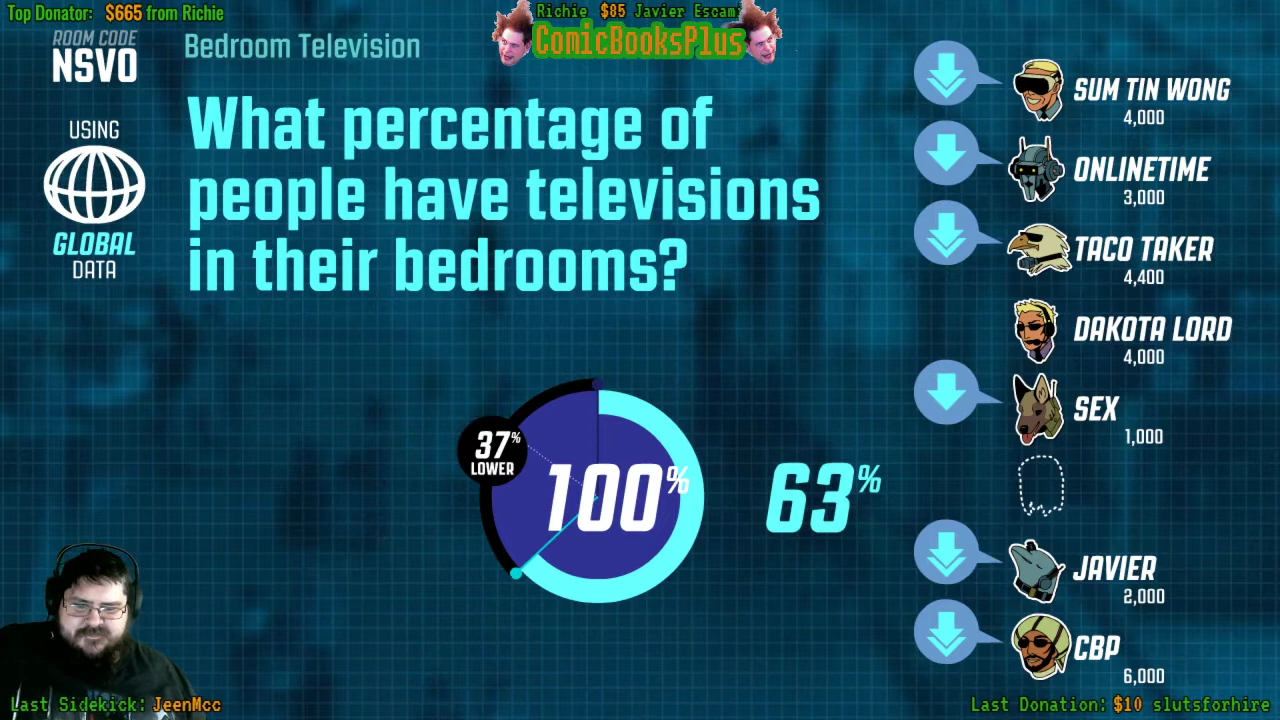 Top Donator: $665 from Richie
Richie $85 Javier Escami
ComicBooksPlus
ROOM CODE
NSVO
Bedroom Television
What percentage of
people have televisions
in their bedrooms?
USING
GLOBAL
DATA
37%
LOWER
100%
63%
SUM TIN WONG
4,000
ONLINETIME
3,000
TACO TAKER
4,400
DAKOTA LORD
4,000
SEX
1,000
JAVIER
2,000
CBP
6,000
Last Sidekick: JeenMcc
Last Donation: $10 slutsforhire